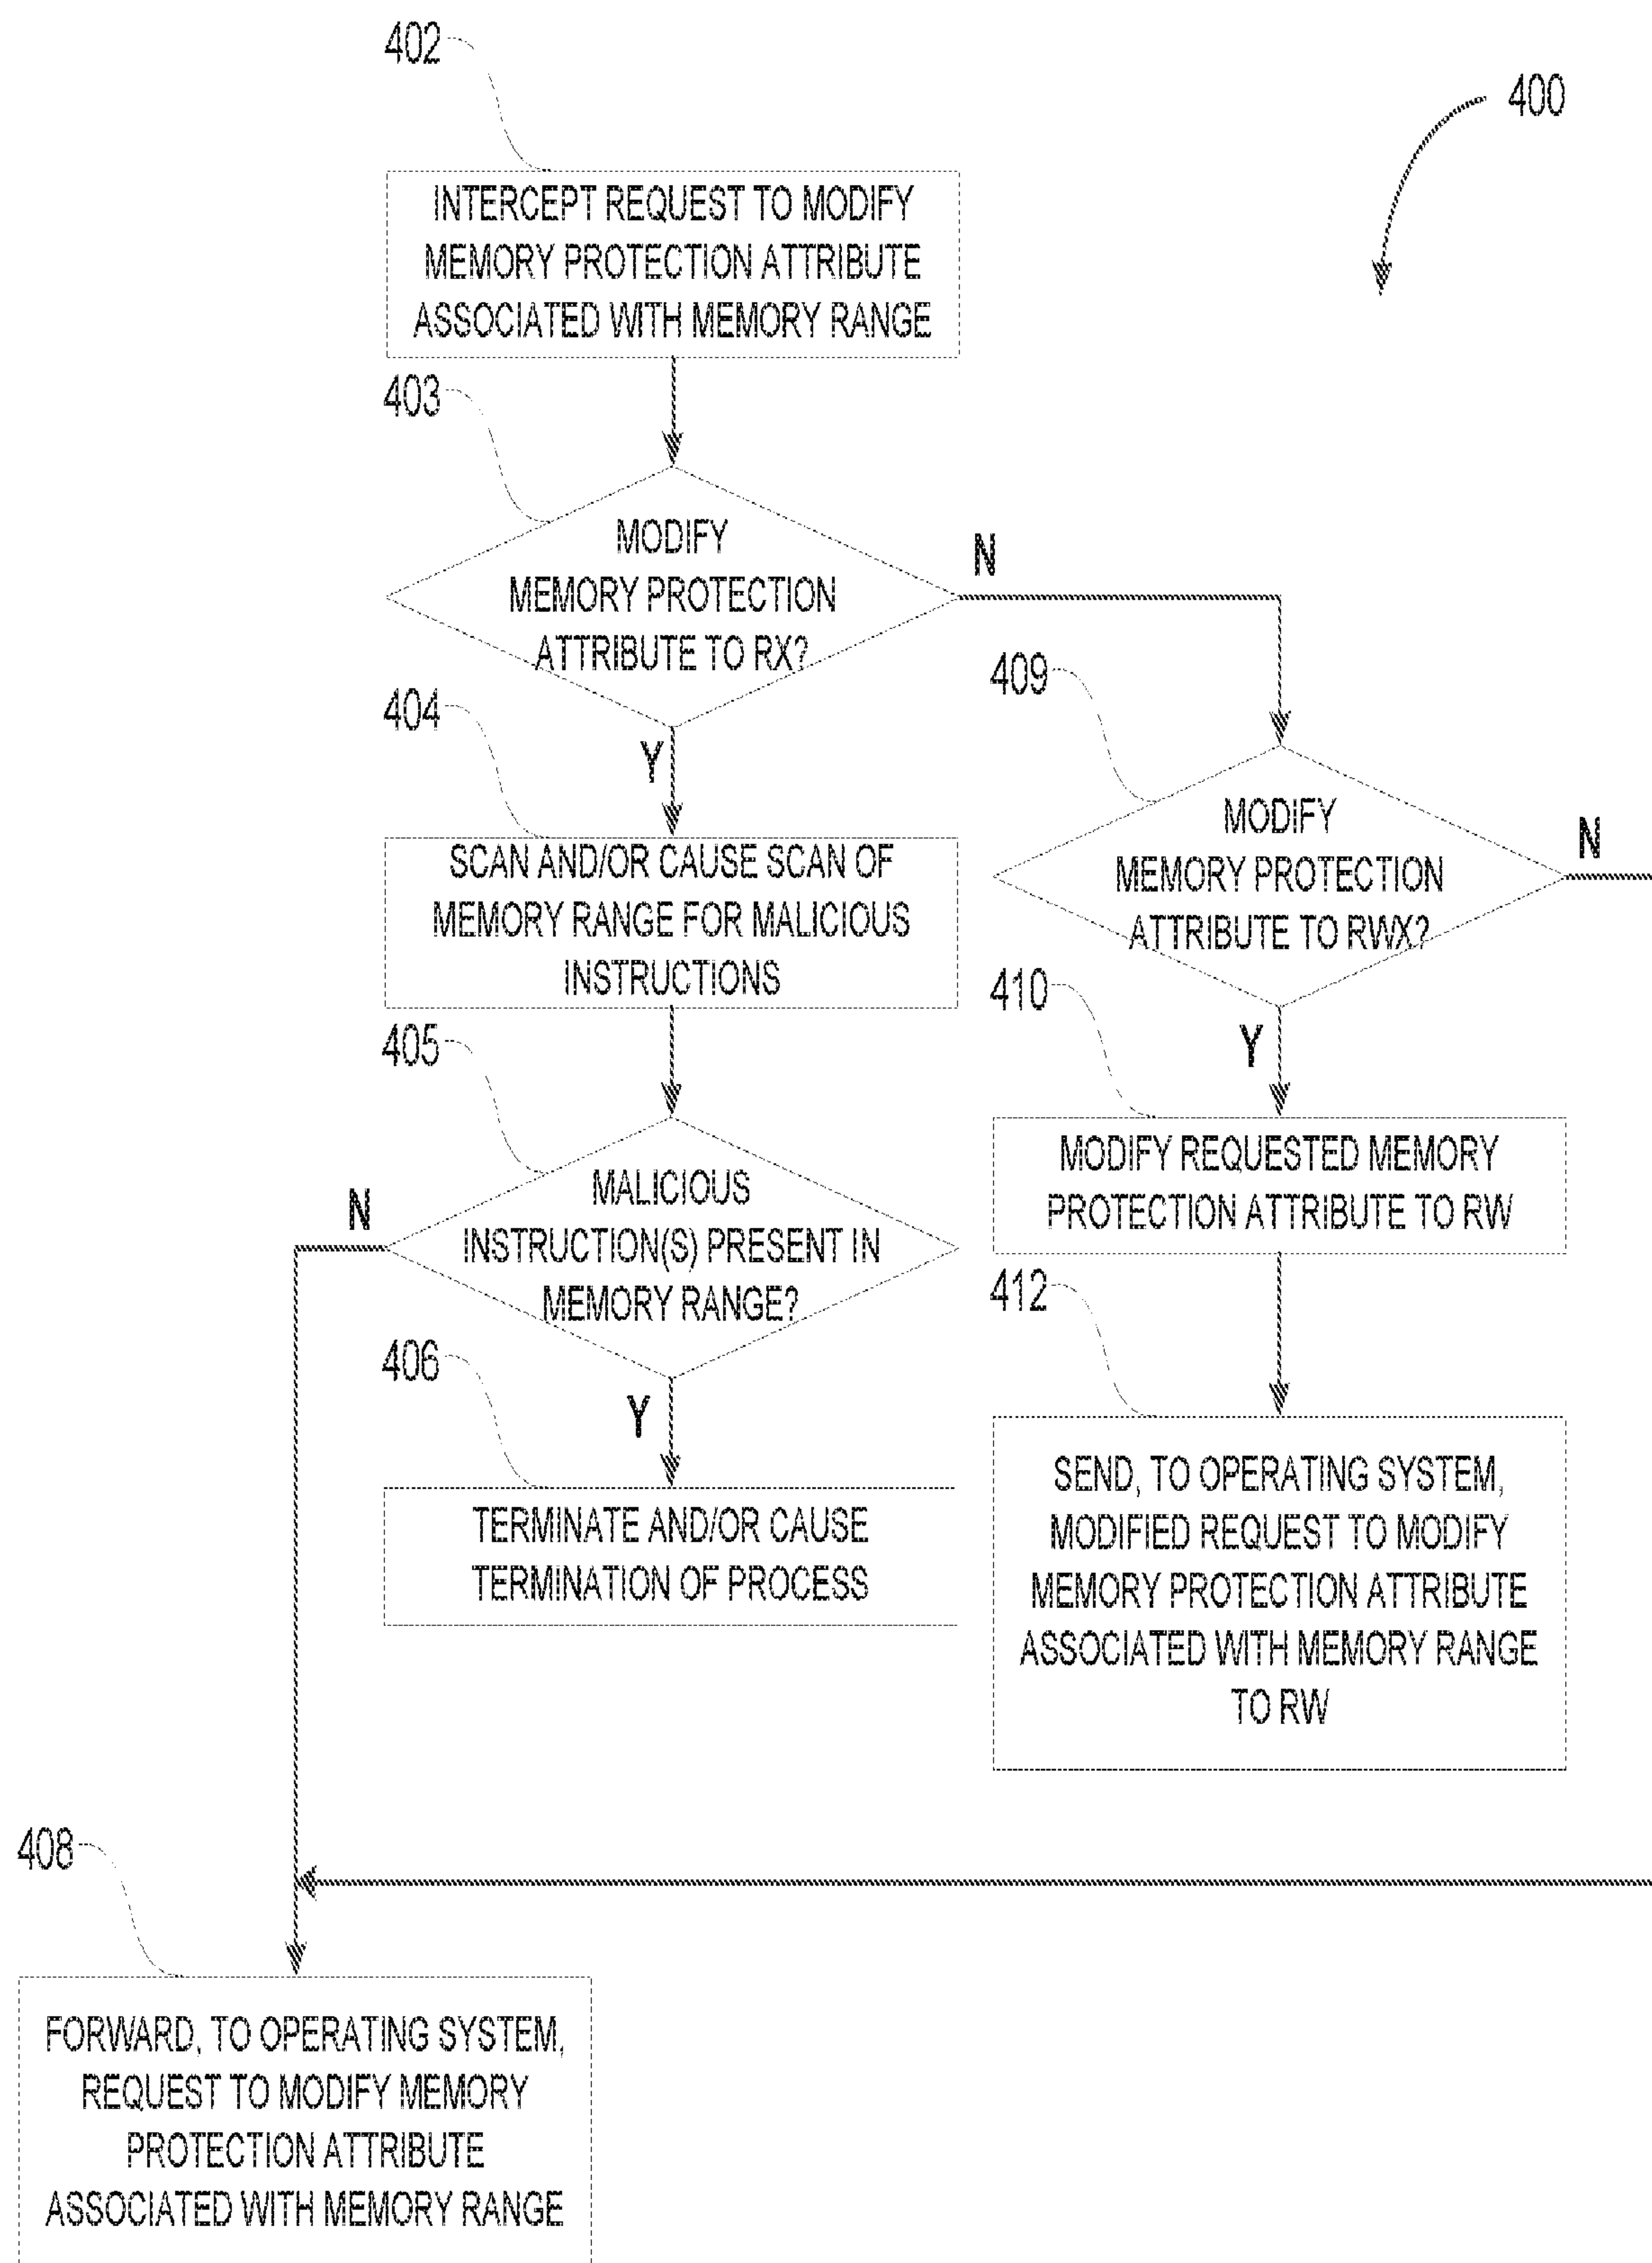 402
400
INTERCEPT REQUEST TO MODIFY
MEMORY PROTECTION ATTRIBUTE
ASSOCIATED WITH MEMORY RANGE
403
MODIFY
MEMORY PROTECTION
ATTRIBUTE TO RX?
N
Y
404
SCAN AND/OR CAUSE SCAN OF
MEMORY RANGE FOR MALICIOUS
INSTRUCTIONS
405
MALICIOUS
INSTRUCTION(S) PRESENT IN
MEMORY RANGE?
N
Y
406
TERMINATE AND/OR CAUSE
TERMINATION OF PROCESS
409
MODIFY
MEMORY PROTECTION
ATTRIBUTE TO RWX?
N
Y
410
MODIFY REQUESTED MEMORY
PROTECTION ATTRIBUTE TO RW
412
SEND, TO OPERATING SYSTEM,
MODIFIED REQUEST TO MODIFY
MEMORY PROTECTION ATTRIBUTE
ASSOCIATED WITH MEMORY RANGE
TO RW
408
FORWARD, TO OPERATING SYSTEM,
REQUEST TO MODIFY MEMORY
PROTECTION ATTRIBUTE
ASSOCIATED WITH MEMORY RANGE